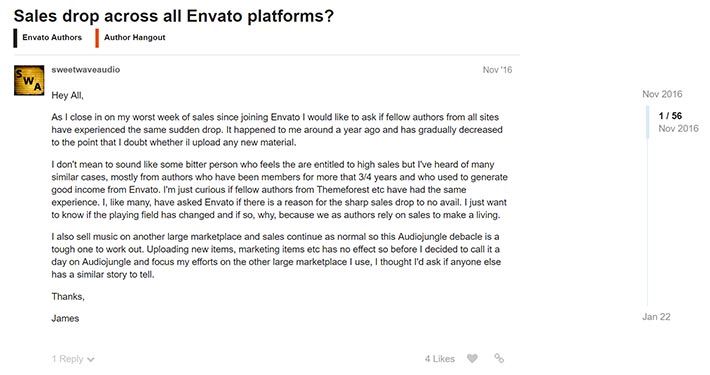 Sales drop across all Envato platforms?
Envato Authors Author Hangout
SWA
sweetwaveaudio Nov '16
Hey All,
As I close in on my worst week of sales since joining Envato I would like to ask if fellow authors from all sites
have experienced the same sudden drop. It happened to me around a year ago and has gradually decreased
to the point that I doubt whether il upload any new material.
I don't mean to sound like some bitter person who feels the are entitled to high sales but I've heard of many
similar cases, mostly from authors who have been members for more that 3/4 years and who used to generate
good income from Envato. I'm just curious if fellow authors from Themeforest etc have had the same
experience. I, like many, have asked Envato if there is a reason for the sharp sales drop to no avail. I just want
to know if the playing field has changed and if so, why, because we as authors rely on sales to make a living.
I also sell music on another large marketplace and sales continue as normal so this Audiojungle debacle is a
tough one to work out. Uploading new items, marketing items etc has no effect so before I decided to call it a
day on Audiojungle and focus my efforts on the other large marketplace I use, I thought I'd ask if anyone else
has a similar story to tell.
Thanks,
James
1 Reply 4 Likes
Nov 2016
1 / 56
Nov 2016
Jan 22